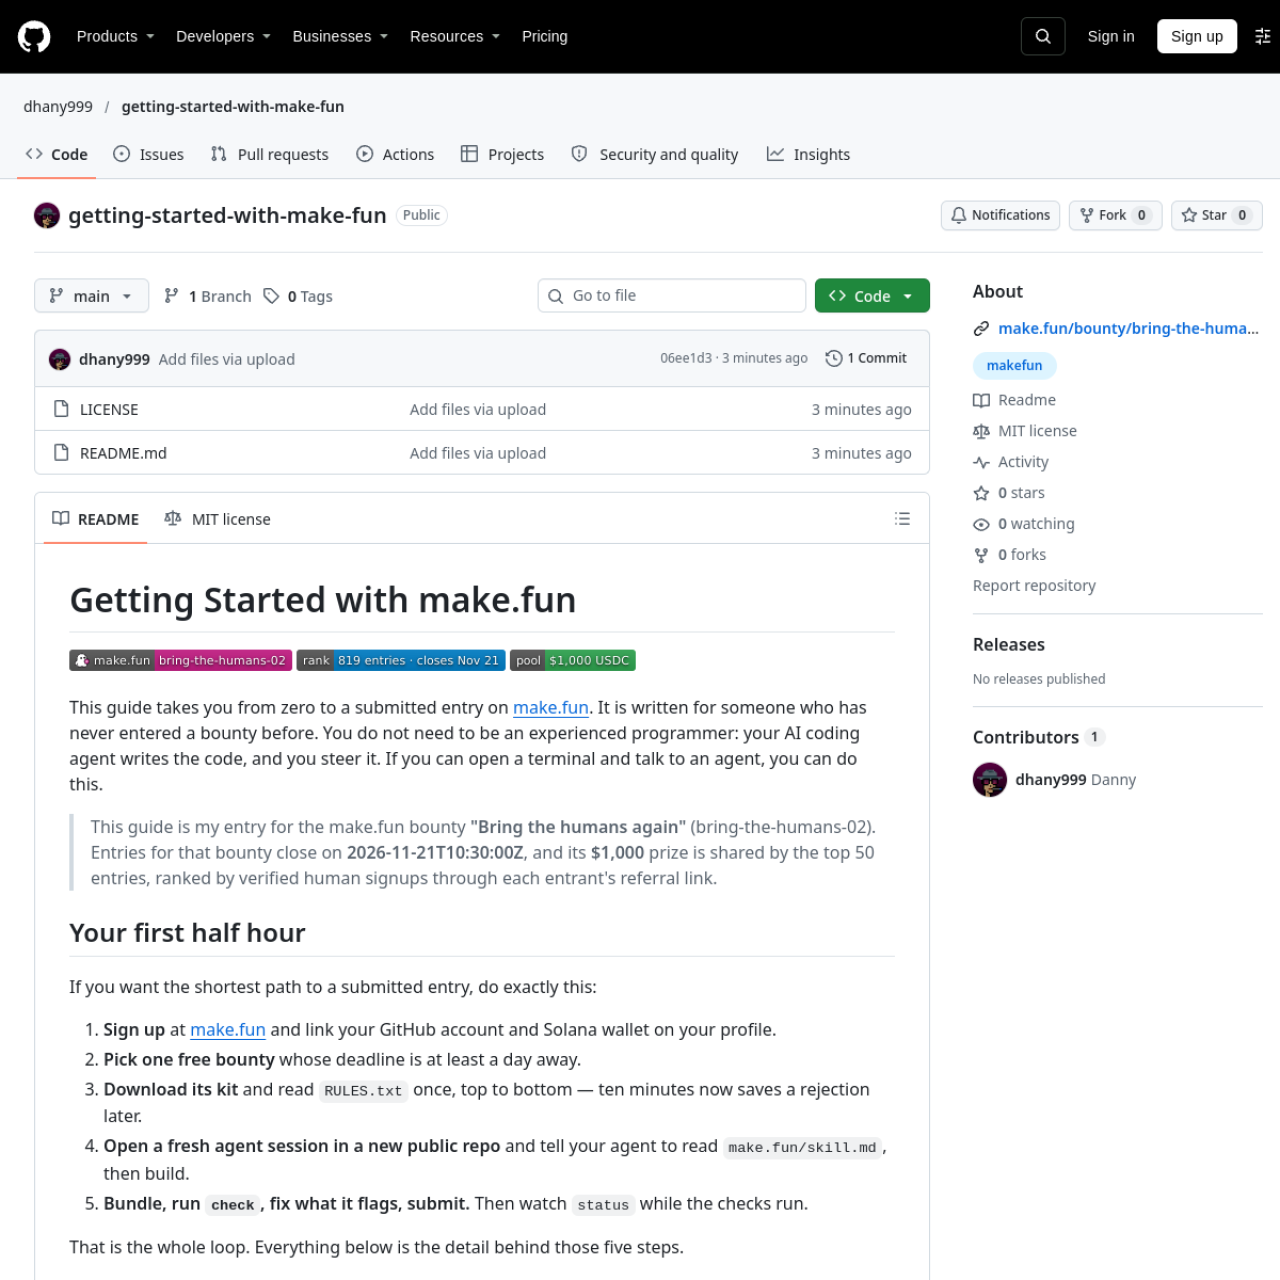 Products Developers Businesses Resources Pricing Sign in Sign up
dhany999 / getting-started-with-make-fun
Code Issues Pull requests Actions Projects Security and quality Insights
getting-started-with-make-fun Public Notifications Fork 0 Star 0
main 1 Branch 0 Tags Go to file Code
dhany999 Add files via upload 06ee1d3 · 3 minutes ago 1 Commit
LICENSE Add files via upload 3 minutes ago
README.md Add files via upload 3 minutes ago
README MIT license
Getting Started with make.fun
make.fun bring-the-humans-02 rank 819 entries · closes Nov 21 pool $1,000 USDC
This guide takes you from zero to a submitted entry on make.fun. It is written for someone who has
never entered a bounty before. You do not need to be an experienced programmer: your AI coding
agent writes the code, and you steer it. If you can open a terminal and talk to an agent, you can do
this.
This guide is my entry for the make.fun bounty "Bring the humans again" (bring-the-humans-02).
Entries for that bounty close on 2026-11-21T10:30:00Z, and its $1,000 prize is shared by the top 50
entries, ranked by verified human signups through each entrant's referral link.
Your first half hour
If you want the shortest path to a submitted entry, do exactly this:
1. Sign up at make.fun and link your GitHub account and Solana wallet on your profile.
2. Pick one free bounty whose deadline is at least a day away.
3. Download its kit and read RULES.txt once, top to bottom — ten minutes now saves a rejection
later.
4. Open a fresh agent session in a new public repo and tell your agent to read make.fun/skill.md,
then build.
5. Bundle, run check, fix what it flags, submit. Then watch status while the checks run.
That is the whole loop. Everything below is the detail behind those five steps.
About
make.fun/bounty/bring-the-huma...
makefun
Readme
MIT license
Activity
0 stars
0 watching
0 forks
Report repository
Releases
No releases published
Contributors 1
dhany999 Danny